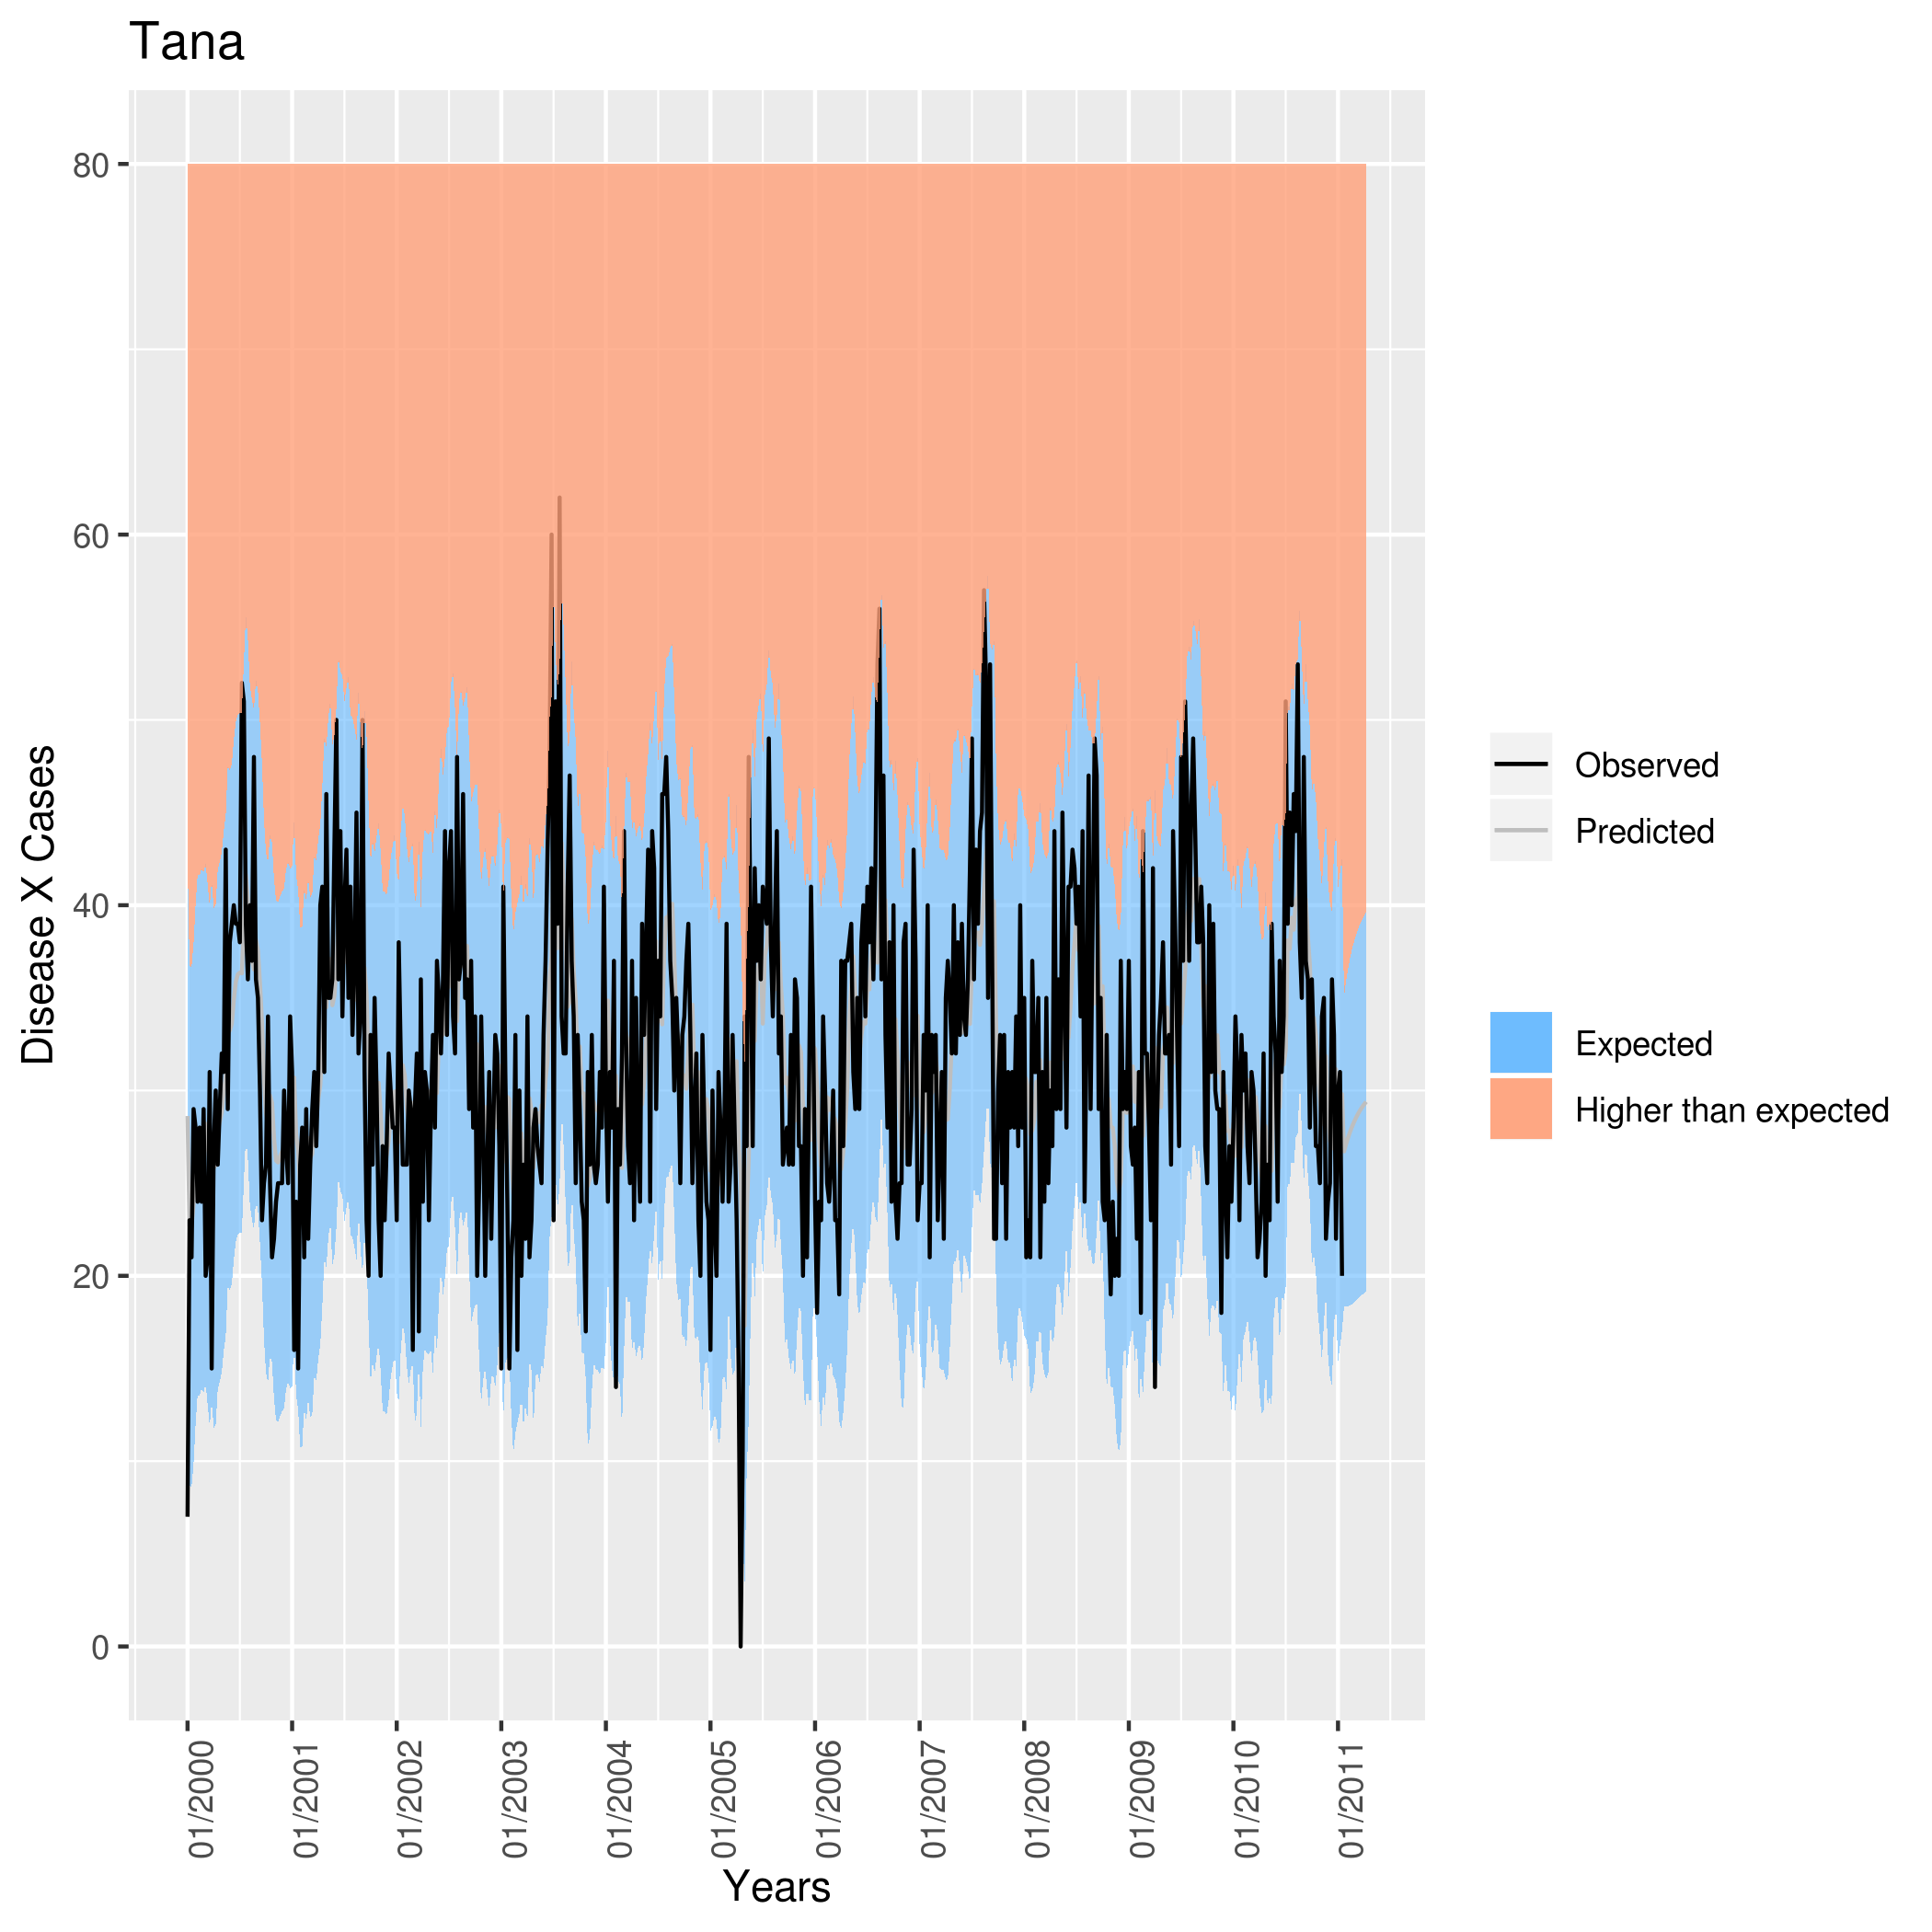 Tana
Disease X Cases
80
60
40
20
0
01/2000
01/2001
01/2002
01/2003
01/2004
01/2005
01/2006
01/2007
01/2008
01/2009
01/2010
01/2011
Years
Observed
Predicted
Expected
Higher than expected